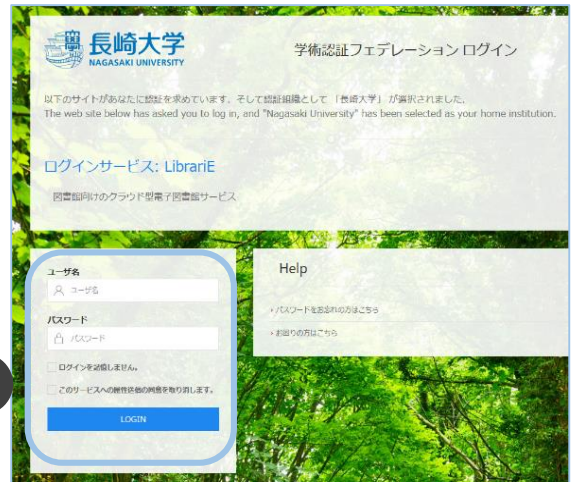 長崎大学
NAGASAKI UNIVERSITY
学術認証フェデレーション ログイン
以下のサイトがあなたに認証を求めています。そして認証組織として 「長崎大学」 が選択されました。
The web site below has asked you to log in, and "Nagasaki University" has been selected as your home institution.
ログインサービス: LibrariE
図書館向けのクラウド型電子図書館サービス
ユーザ名
ユーザ名
パスワード
パスワード
ログインを記憶しません。
このサービスへの属性送信の同意を取り消します。
LOGIN
Help
› パスワードをお忘れの方はこちら
› お困りの方はこちら